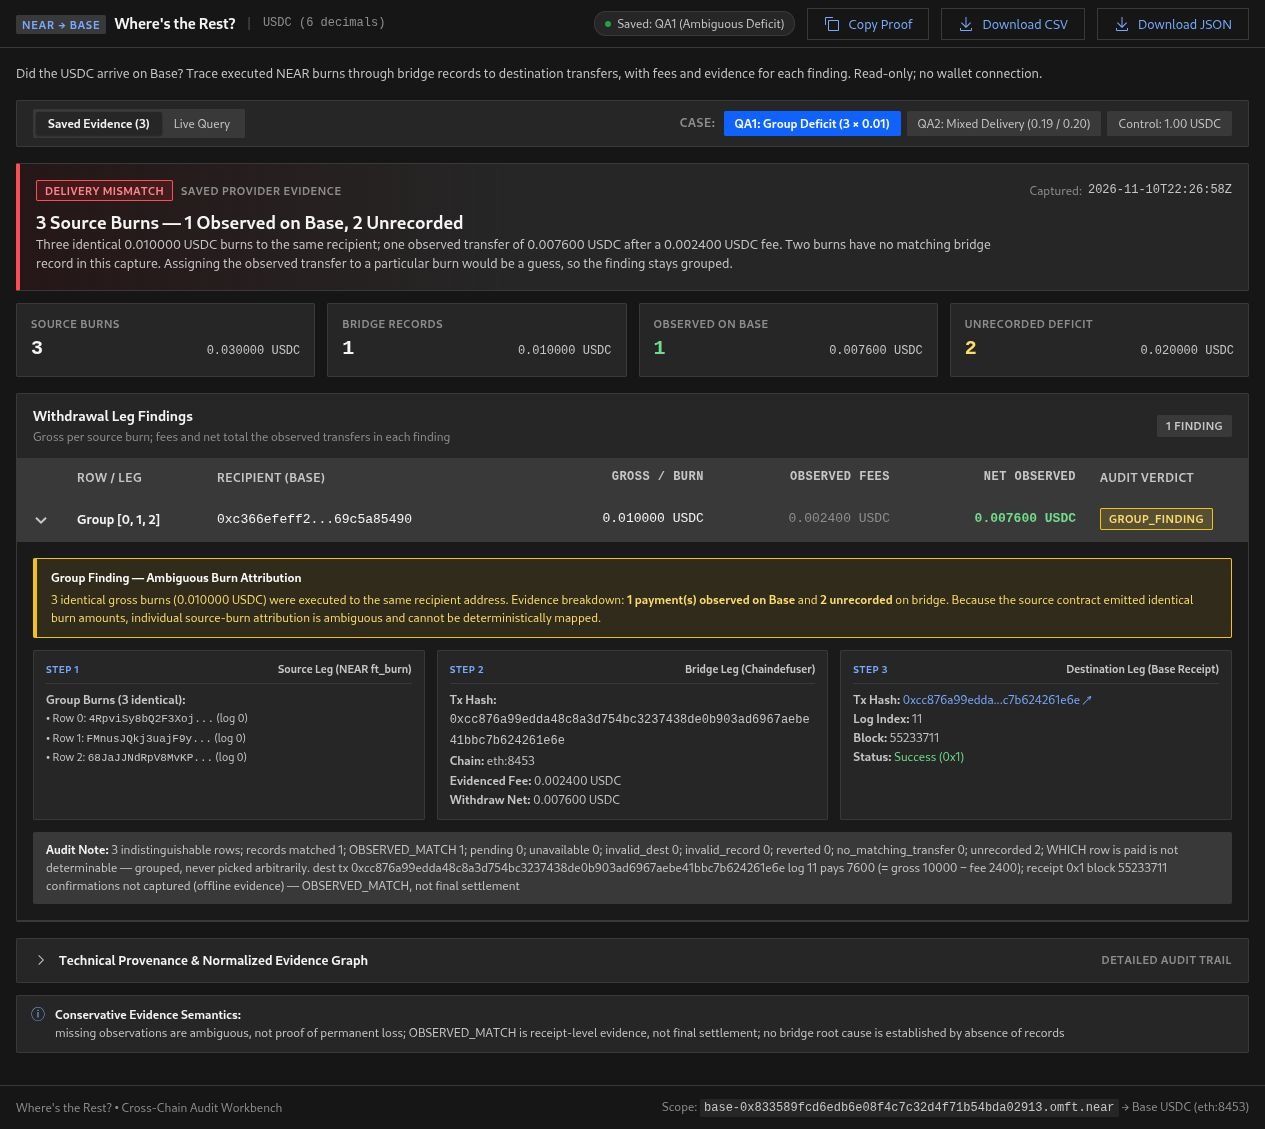 NEAR → BASE Where's the Rest? | USDC (6 decimals) Saved: QA1 (Ambiguous Deficit) Copy Proof Download CSV Download JSON
Did the USDC arrive on Base? Trace executed NEAR burns through bridge records to destination transfers, with fees and evidence for each finding. Read-only; no wallet connection.
Saved Evidence (3) Live Query CASE: QA1: Group Deficit (3 × 0.01) QA2: Mixed Delivery (0.19 / 0.20) Control: 1.00 USDC
DELIVERY MISMATCH SAVED PROVIDER EVIDENCE Captured: 2026-11-10T22:26:58Z
3 Source Burns — 1 Observed on Base, 2 Unrecorded
Three identical 0.010000 USDC burns to the same recipient; one observed transfer of 0.007600 USDC after a 0.002400 USDC fee. Two burns have no matching bridge
record in this capture. Assigning the observed transfer to a particular burn would be a guess, so the finding stays grouped.
SOURCE BURNS
3 0.030000 USDC
BRIDGE RECORDS
1 0.010000 USDC
OBSERVED ON BASE
1 0.007600 USDC
UNRECORDED DEFICIT
2 0.020000 USDC
Withdrawal Leg Findings
Gross per source burn; fees and net total the observed transfers in each finding
1 FINDING
ROW / LEG RECIPIENT (BASE) GROSS / BURN OBSERVED FEES NET OBSERVED AUDIT VERDICT
Group [0, 1, 2] 0xc366efeff2...69c5a85490 0.010000 USDC 0.002400 USDC 0.007600 USDC GROUP_FINDING
Group Finding — Ambiguous Burn Attribution
3 identical gross burns (0.010000 USDC) were executed to the same recipient address. Evidence breakdown: 1 payment(s) observed on Base and 2 unrecorded on bridge. Because the source contract emitted identical
burn amounts, individual source-burn attribution is ambiguous and cannot be deterministically mapped.
STEP 1 Source Leg (NEAR ft_burn)
Group Burns (3 identical):
• Row 0: 4RpviSy8bQ2F3Xoj... (log 0)
• Row 1: FMnusJQkj3uajF9y... (log 0)
• Row 2: 68JaJJNdRpV8MvKP... (log 0)
STEP 2 Bridge Leg (Chaindefuser)
Tx Hash:
0xcc876a99edda48c8a3d754bc3237438de0b903ad6967aebe
41bbc7b624261e6e
Chain: eth:8453
Evidenced Fee: 0.002400 USDC
Withdraw Net: 0.007600 USDC
STEP 3 Destination Leg (Base Receipt)
Tx Hash: 0xcc876a99edda...c7b624261e6e ↗
Log Index: 11
Block: 55233711
Status: Success (0x1)
Audit Note: 3 indistinguishable rows; records matched 1; OBSERVED_MATCH 1; pending 0; unavailable 0; invalid_dest 0; invalid_record 0; reverted 0; no_matching_transfer 0; unrecorded 2; WHICH row is paid is not
determinable — grouped, never picked arbitrarily. dest tx 0xcc876a99edda48c8a3d754bc3237438de0b903ad6967aebe41bbc7b624261e6e log 11 pays 7600 (= gross 10000 − fee 2400); receipt 0x1 block 55233711
confirmations not captured (offline evidence) — OBSERVED_MATCH, not final settlement
Technical Provenance & Normalized Evidence Graph DETAILED AUDIT TRAIL
Conservative Evidence Semantics:
missing observations are ambiguous, not proof of permanent loss; OBSERVED_MATCH is receipt-level evidence, not final settlement; no bridge root cause is established by absence of records
Where's the Rest? • Cross-Chain Audit Workbench Scope: base-0x833589fcd6edb6e08f4c7c32d4f71b54bda02913.omft.near → Base USDC (eth:8453)